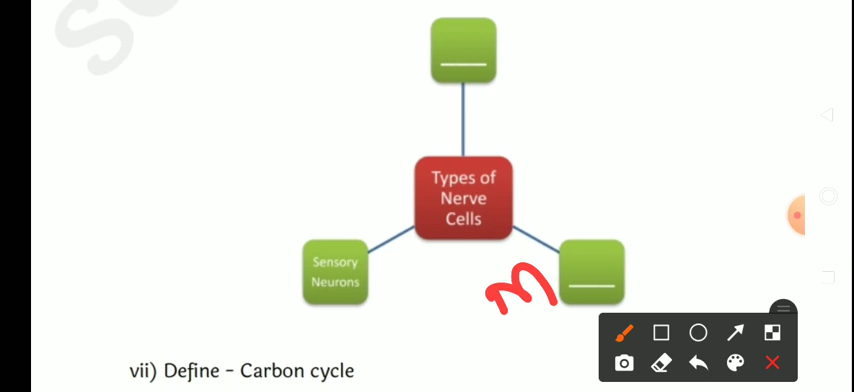 Types of
Nerve
Cells
Sensory
Neurons
m
vii) Define - Carbon cycle